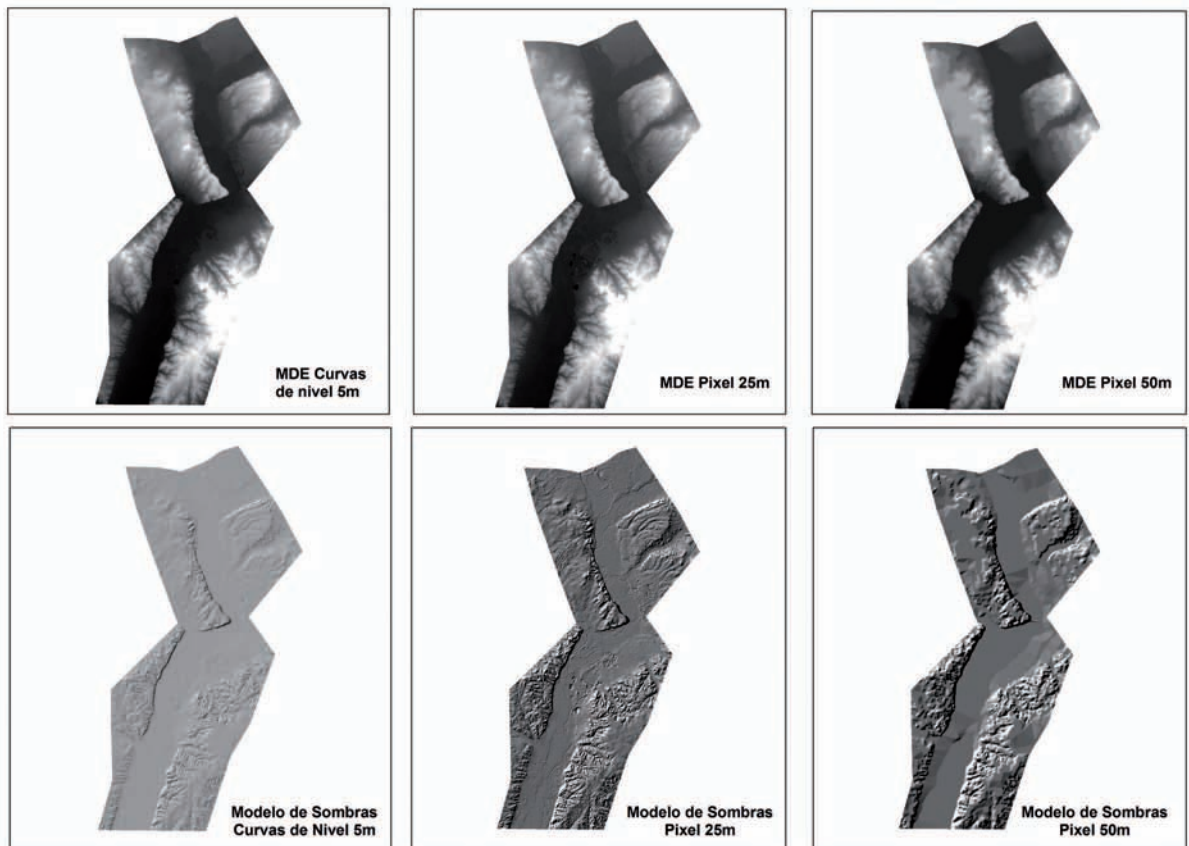 MDE Curvas
de nivel 5m
MDE Pixel 25m
MDE Pixel 50m
Modelo de Sombras
Curvas de Nivel 5m
Modelo de Sombras
Pixel 25m
Modelo de Sombras
Pixel 50m